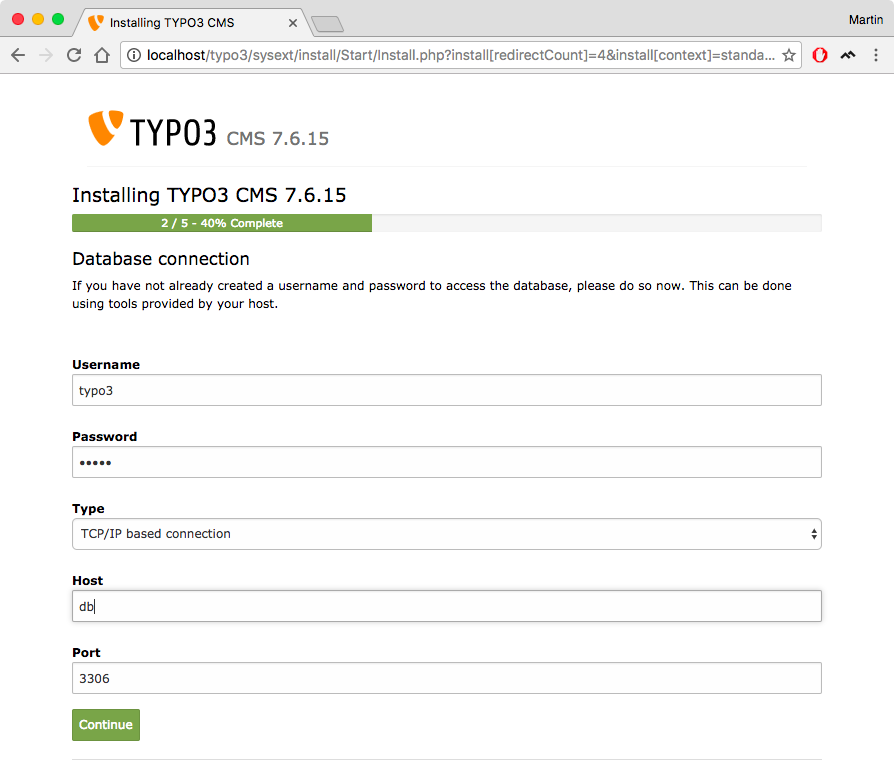 Installing TYPO3 CMS
Martin
localhost/typo3/sysext/install/Start/Install.php?install[redirectCount]=4&install[context]=standa...
TYPO3 CMS 7.6.15
Installing TYPO3 CMS 7.6.15
2 / 5 - 40% Complete
Database connection
If you have not already created a username and password to access the database, please do so now. This can be done
using tools provided by your host.
Username
typo3
Password
•••••
Type
TCP/IP based connection
Host
db
Port
3306
Continue